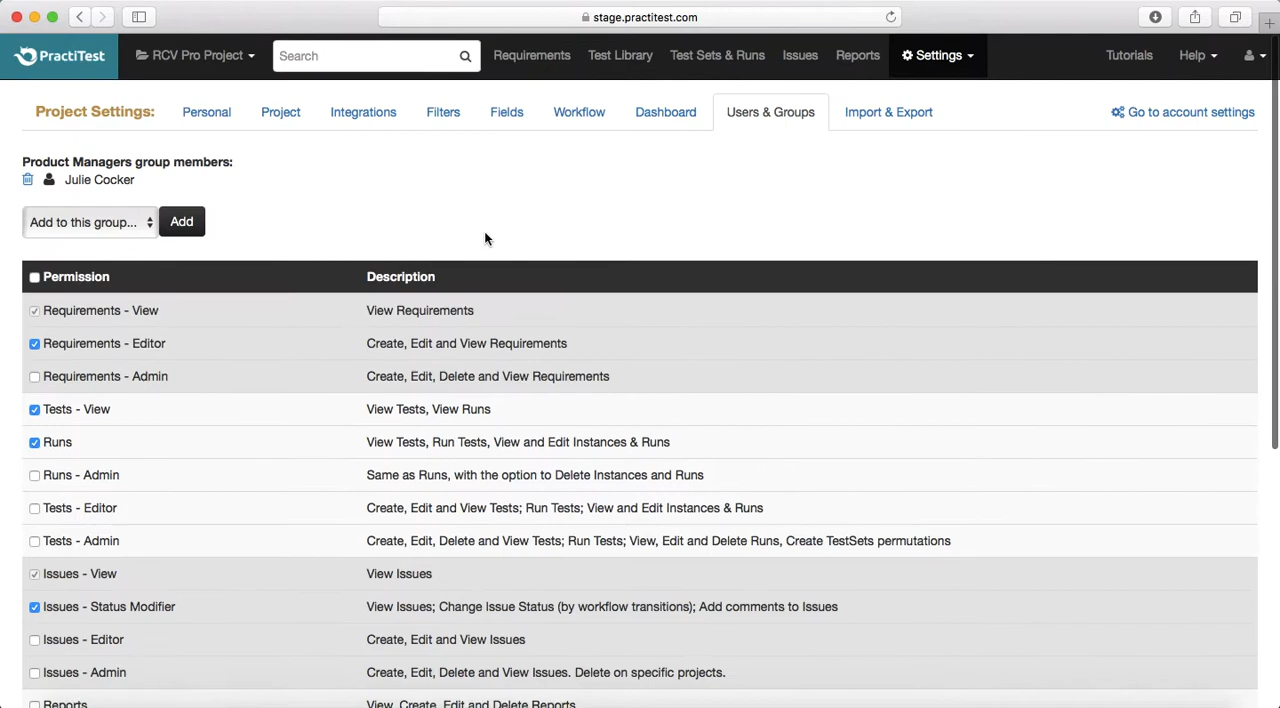 stage.practitest.com
PractiTest RCV Pro Project Search Requirements Test Library Test Sets & Runs Issues Reports Settings Tutorials Help
Project Settings: Personal Project Integrations Filters Fields Workflow Dashboard Users & Groups Import & Export Go to account settings
Product Managers group members:
Julie Cocker
Add to this group... Add
Permission Description
Requirements - View View Requirements
Requirements - Editor Create, Edit and View Requirements
Requirements - Admin Create, Edit, Delete and View Requirements
Tests - View View Tests, View Runs
Runs View Tests, Run Tests, View and Edit Instances & Runs
Runs - Admin Same as Runs, with the option to Delete Instances and Runs
Tests - Editor Create, Edit and View Tests; Run Tests; View and Edit Instances & Runs
Tests - Admin Create, Edit, Delete and View Tests; Run Tests; View, Edit and Delete Runs, Create TestSets permutations
Issues - View View Issues
Issues - Status Modifier View Issues; Change Issue Status (by workflow transitions); Add comments to Issues
Issues - Editor Create, Edit and View Issues
Issues - Admin Create, Edit, Delete and View Issues. Delete on specific projects.
Reports View, Create, Edit and Delete Reports